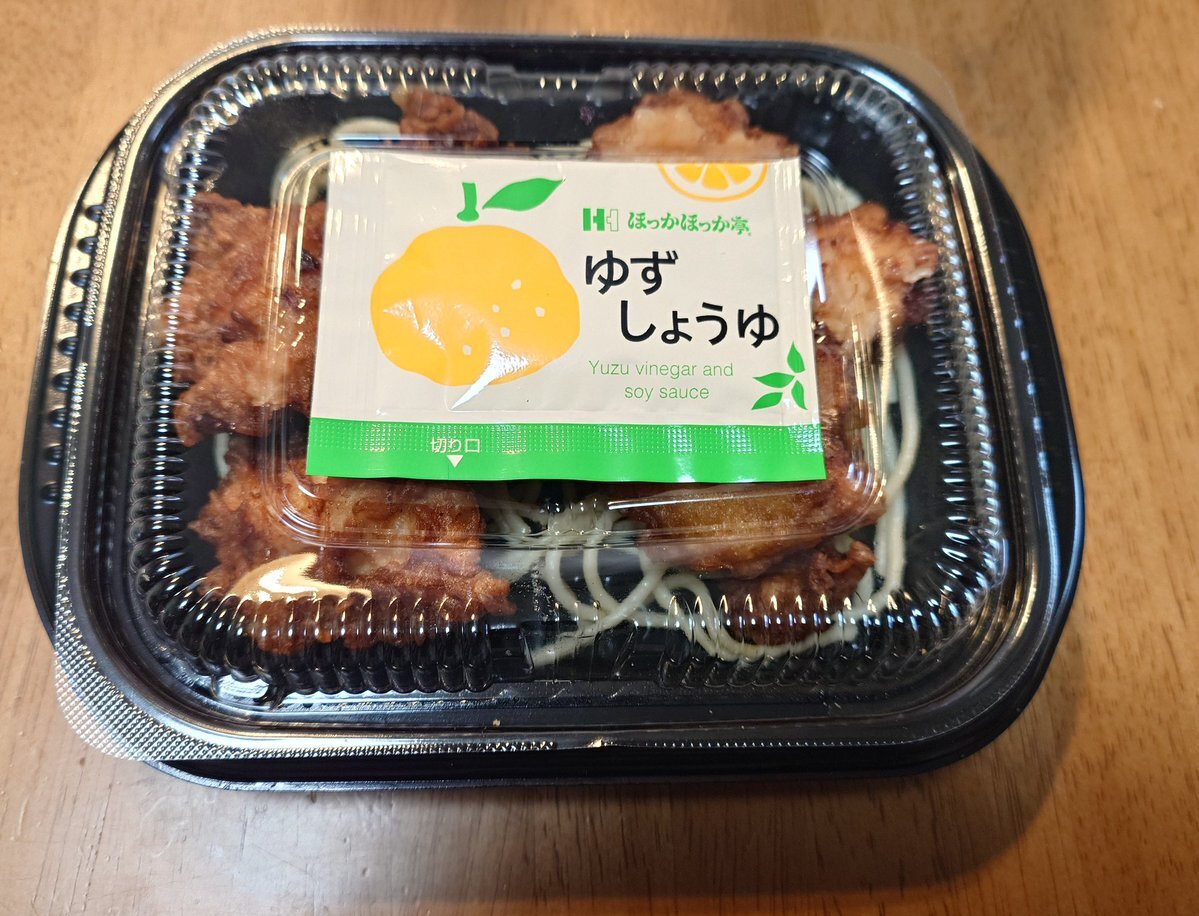 ほっかほっか亭
ゆず
しょうゆ
Yuzu vinegar and
soy sauce
切り口